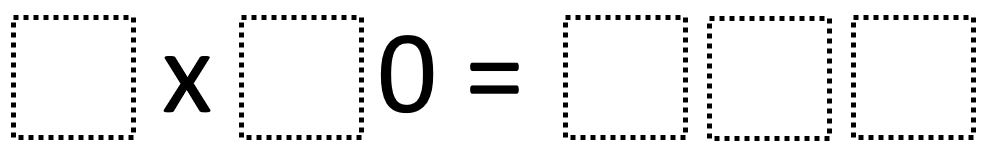 x 0 =